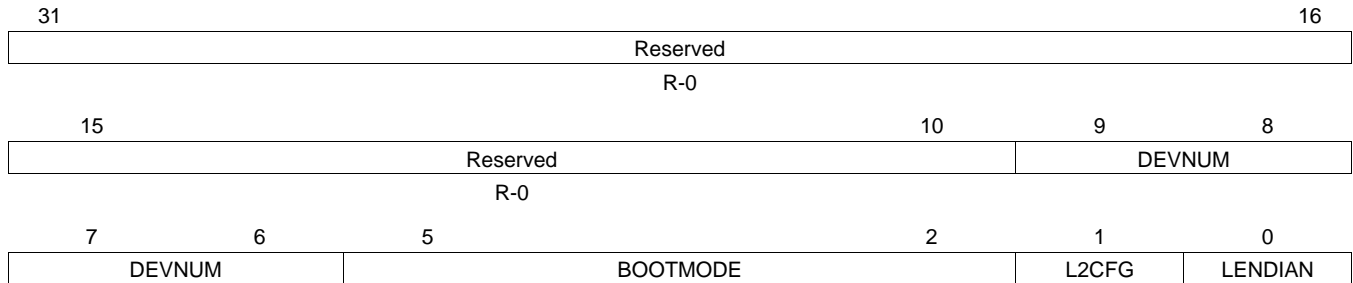 31 16
Reserved
R-0
15 10 9 8
Reserved DEVNUM
R-0
7 6 5 2 1 0
DEVNUM BOOTMODE L2CFG LENDIAN